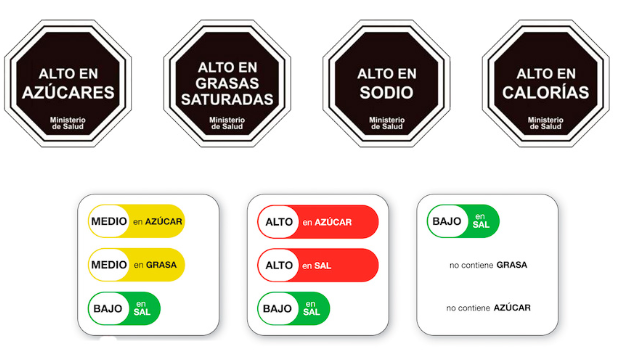 ALTO EN
AZÚCARES
Ministerio
de Salud
ALTO EN
GRASAS
SATURADAS
Ministerio
de Salud
ALTO EN
SODIO
Ministerio
de Salud
ALTO EN
CALORÍAS
Ministerio
de Salud
MEDIO en AZÚCAR
MEDIO en GRASA
BAJO en
SAL
ALTO en AZÚCAR
ALTO en SAL
BAJO en
SAL
BAJO en
SAL
no contiene GRASA
no contiene AZÚCAR